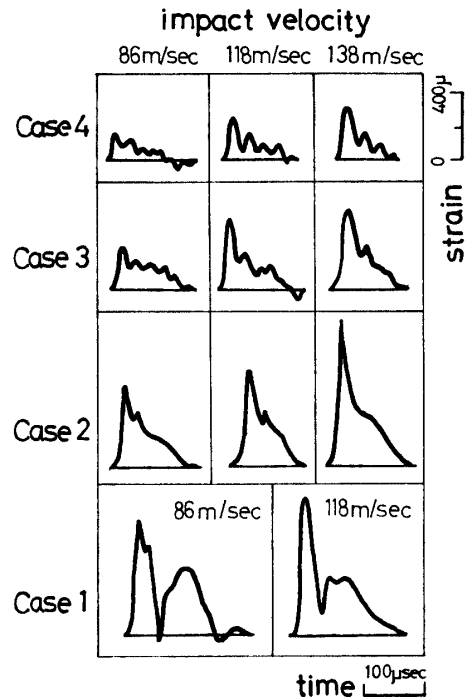 impact velocity
86m/sec 118m/sec 138m/sec
Case 4
400μ
0
strain
Case 3
Case 2
Case 1
86m/sec
118m/sec
time 100μsec